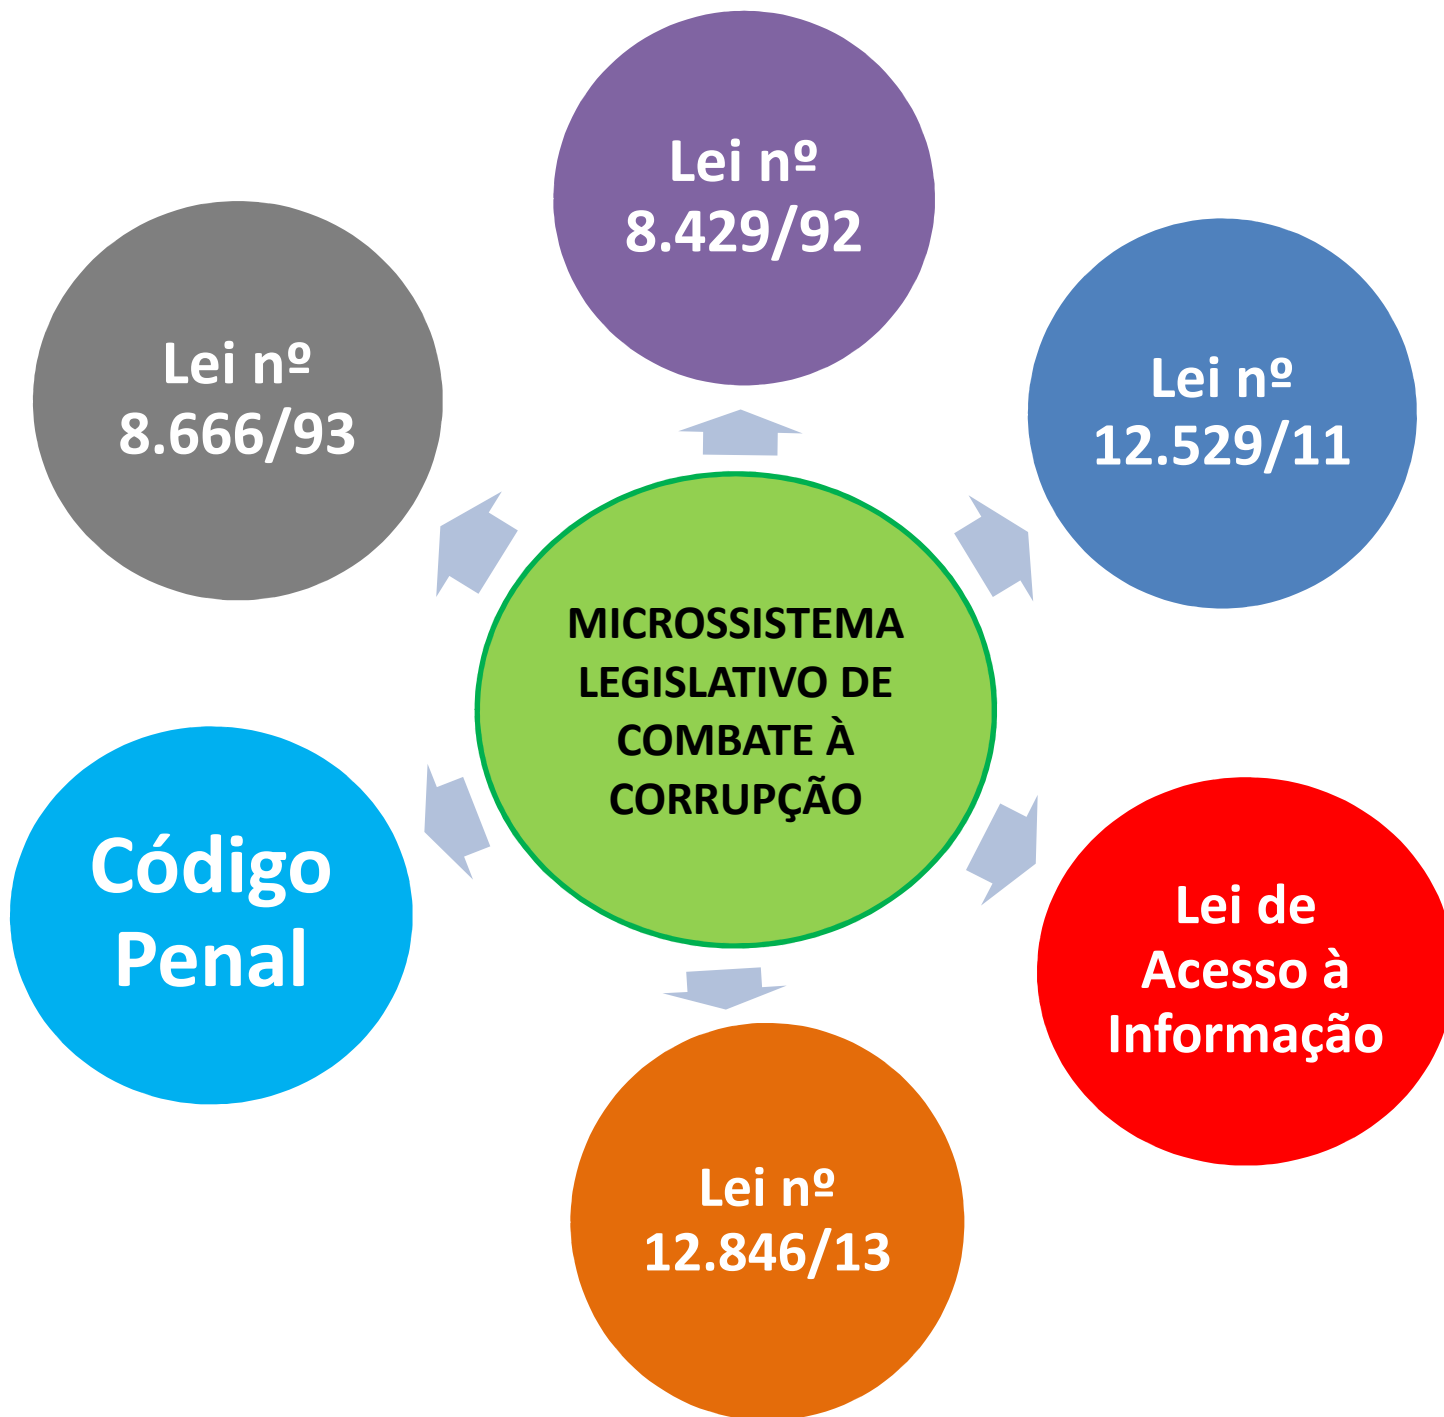 Lei nº
8.429/92
Lei nº
12.529/11
Lei de
Acesso à
Informação
Lei nº
12.846/13
Código
Penal
Lei nº
8.666/93
MICROSSISTEMA
LEGISLATIVO DE
COMBATE À
CORRUPÇÃO